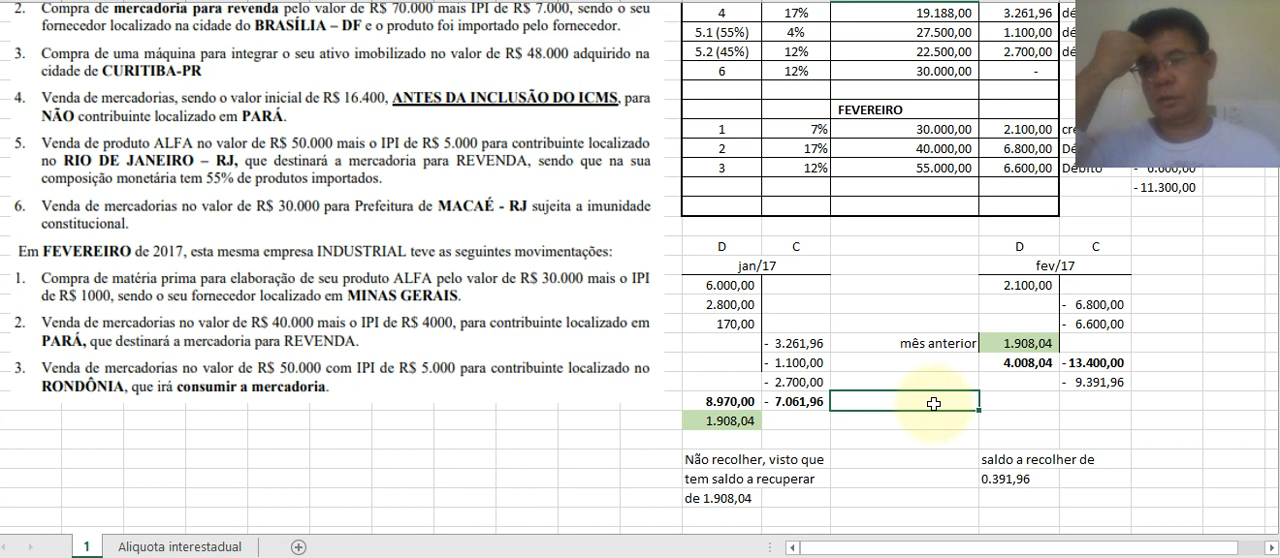 2. Compra de mercadoria para revenda pelo valor de R$ 70.000 mais IPI de R$ 7.000, sendo o seu
fornecedor localizado na cidade do BRASÍLIA – DF e o produto foi importado pelo fornecedor.
3. Compra de uma máquina para integrar o seu ativo imobilizado no valor de R$ 48.000 adquirido na
cidade de CURITIBA-PR
4. Venda de mercadorias, sendo o valor inicial de R$ 16.400, ANTES DA INCLUSÃO DO ICMS, para
NÃO contribuinte localizado em PARÁ.
5. Venda de produto ALFA no valor de R$ 50.000 mais o IPI de R$ 5.000 para contribuinte localizado
no RIO DE JANEIRO – RJ, que destinará a mercadoria para REVENDA, sendo que na sua
composição monetária tem 55% de produtos importados.
6. Venda de mercadorias no valor de R$ 30.000 para Prefeitura de MACAÉ - RJ sujeita a imunidade
constitucional.
Em FEVEREIRO de 2017, esta mesma empresa INDUSTRIAL teve as seguintes movimentações:
1. Compra de matéria prima para elaboração de seu produto ALFA pelo valor de R$ 30.000 mais o IPI
de R$ 1000, sendo o seu fornecedor localizado em MINAS GERAIS.
2. Venda de mercadorias no valor de R$ 40.000 mais o IPI de R$ 4000, para contribuinte localizado em
PARÁ, que destinará a mercadoria para REVENDA.
3. Venda de mercadorias no valor de R$ 50.000 com IPI de R$ 5.000 para contribuinte localizado no
RONDÔNIA, que irá consumir a mercadoria.
4 17% 19.188,00 3.261,96 dé
5.1 (55%) 4% 27.500,00 1.100,00 dé
5.2 (45%) 12% 22.500,00 2.700,00 dé
6 12% 30.000,00 -
FEVEREIRO
1 7% 30.000,00 2.100,00 cre
2 17% 40.000,00 6.800,00 Dé
3 12% 55.000,00 6.600,00 Débito - 6.600,00
- 11.300,00
D C D C
jan/17 fev/17
6.000,00 2.100,00
2.800,00 - 6.800,00
170,00 - 6.600,00
- 3.261,96 mês anterior 1.908,04
- 1.100,00 4.008,04 - 13.400,00
- 2.700,00 - 9.391,96
8.970,00 - 7.061,96
1.908,04
Não recolher, visto que saldo a recolher de
tem saldo a recuperar 0.391,96
de 1.908,04
1 Aliquota interestadual